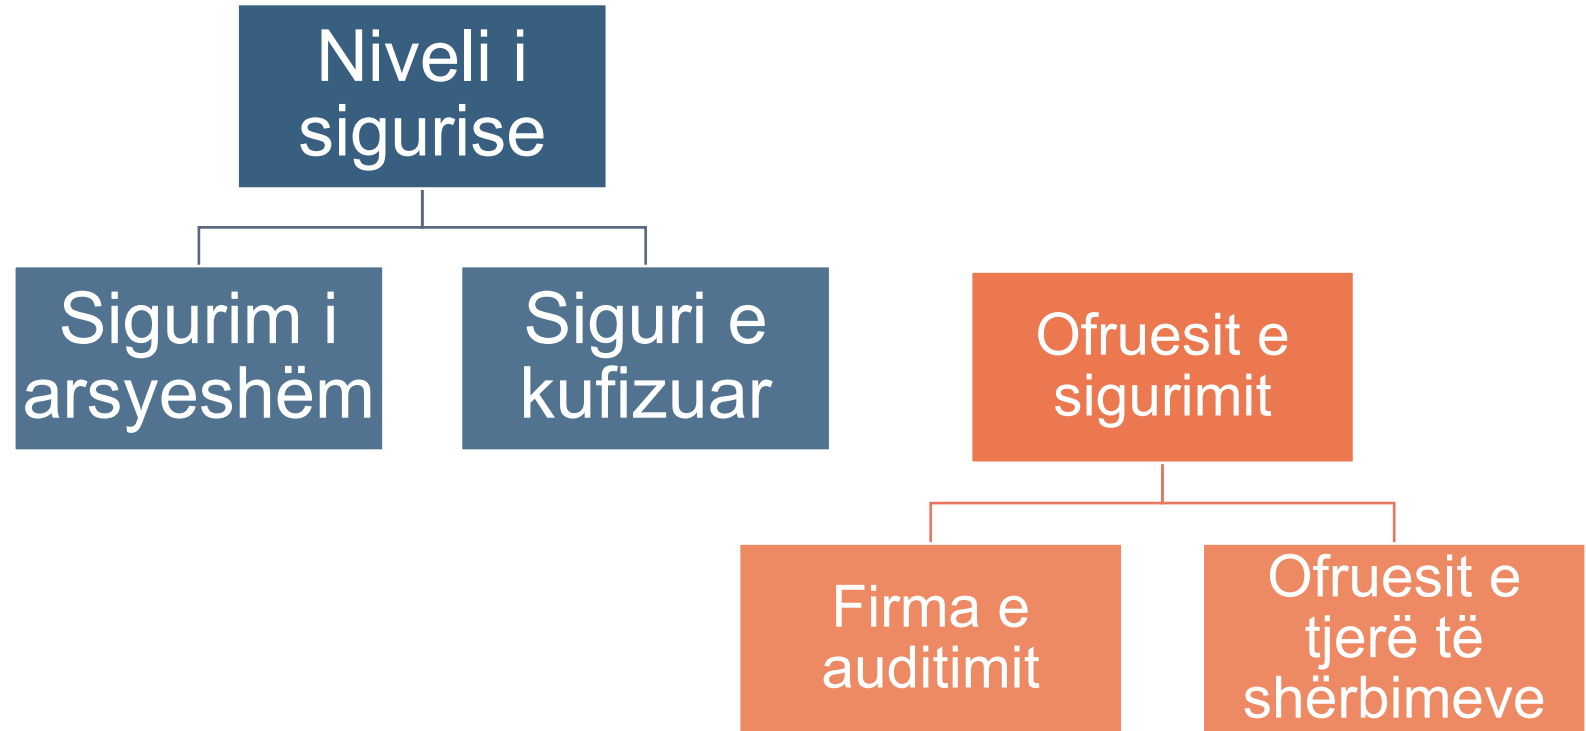 Niveli i
sigurise
Sigurim i
arsyeshëm
Siguri e
kufizuar
Ofruesit e
sigurimit
Firma e
auditimit
Ofruesit e
tjerë të
shërbimeve